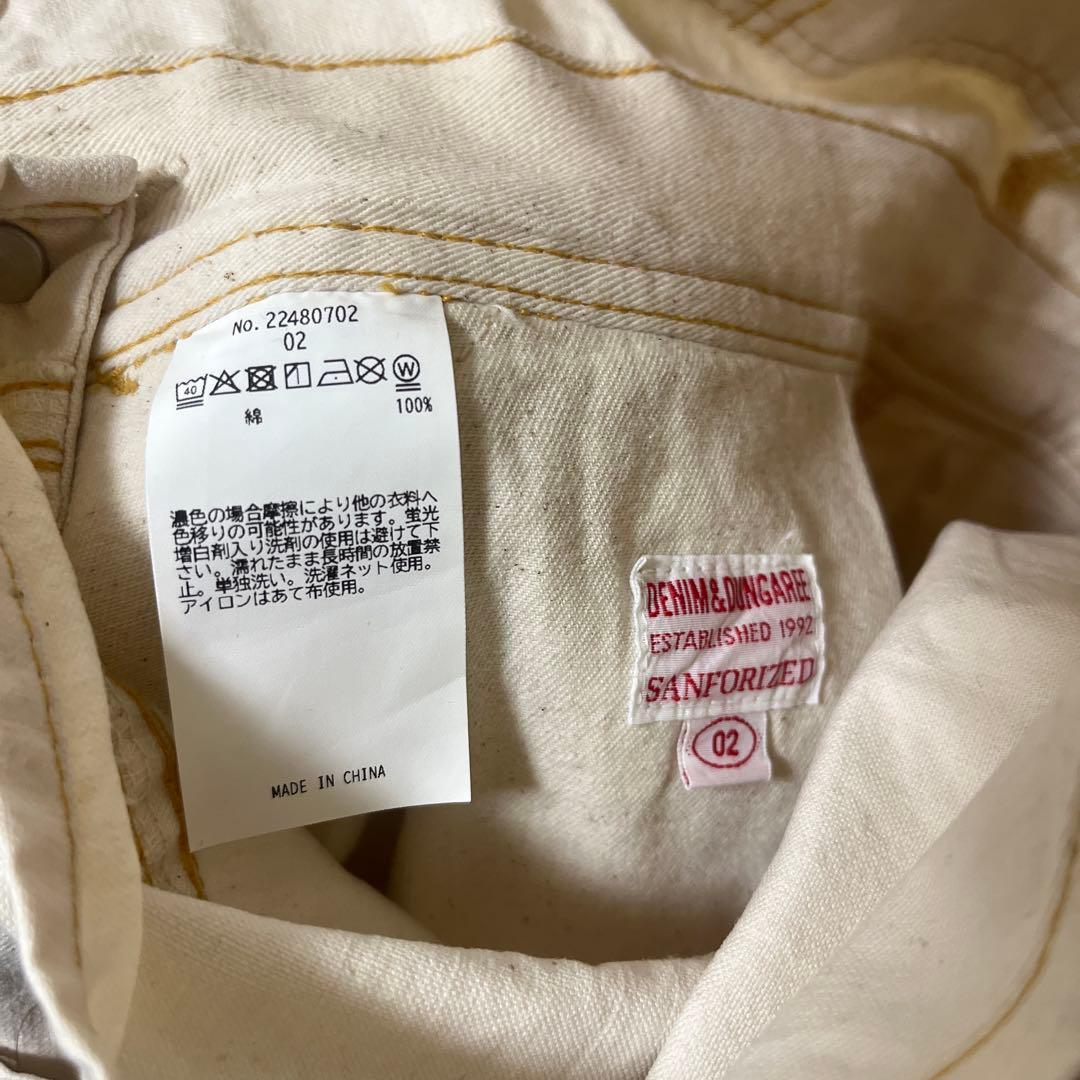 No. 22480702
02
40
W
綿 100%
濃色の場合摩擦により他の衣料へ
色移りの可能性があります。蛍光
増白剤入り洗剤の使用は避けて下
さい。濡れたまま長時間の放置禁
止。単独洗い。洗濯ネット使用。
アイロンはあて布使用。
MADE IN CHINA
DENIM&DUNGAREE
ESTABLISHED 1992
SANFORIZED
02